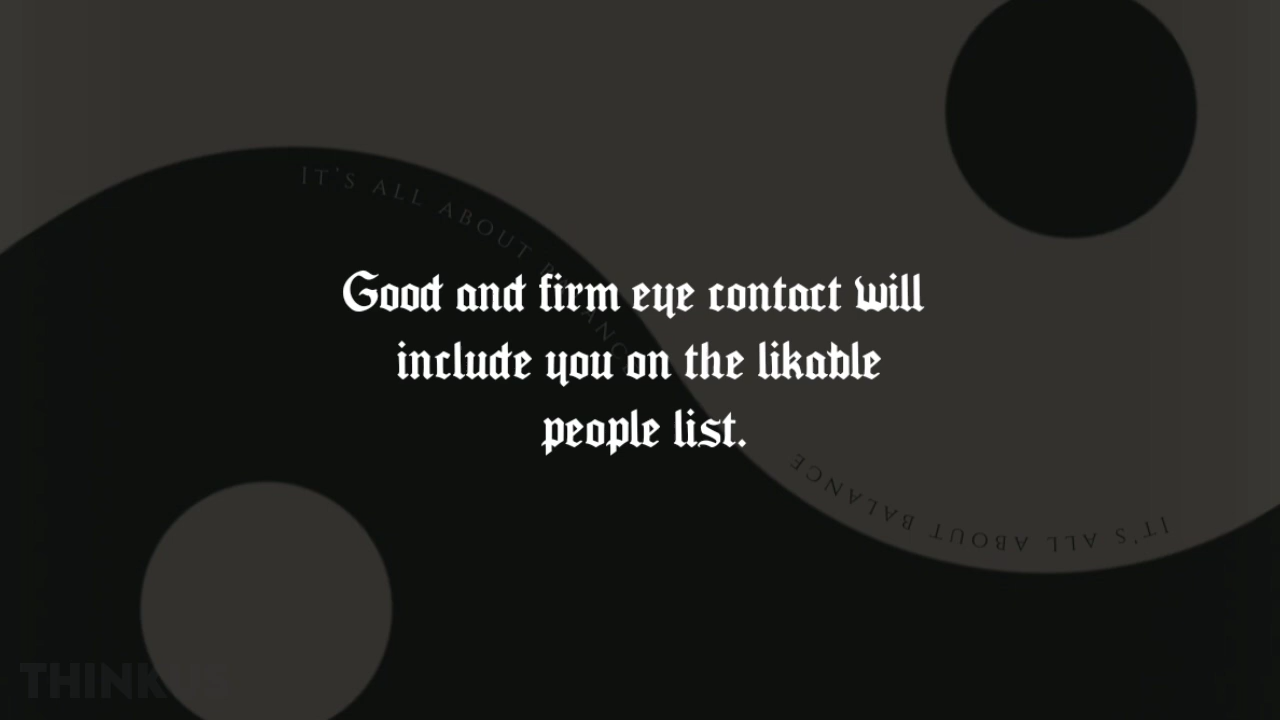 IT'S ALL ABOUT BALANCE
Good and firm eye contact will
include you on the likable
people list.
IT'S ALL ABOUT BALANCE
THINKUS